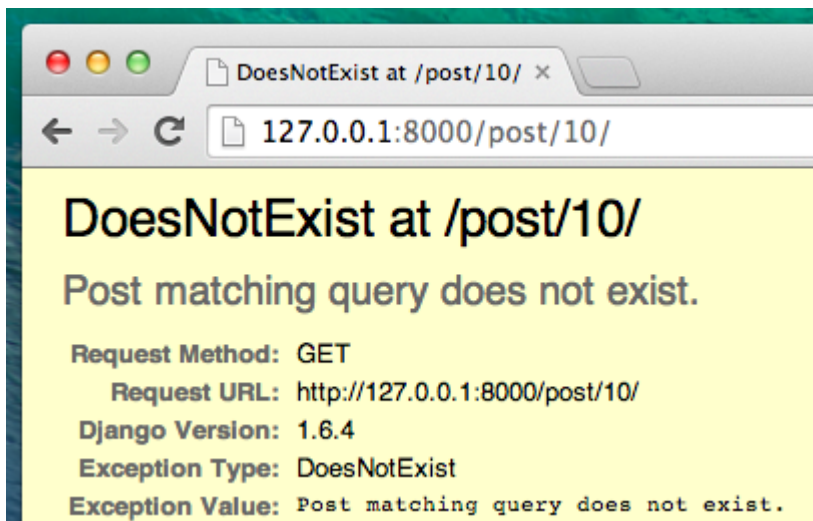 DoesNotExist at /post/10/
127.0.0.1:8000/post/10/
DoesNotExist at /post/10/
Post matching query does not exist.
Request Method: GET
Request URL: http://127.0.0.1:8000/post/10/
Django Version: 1.6.4
Exception Type: DoesNotExist
Exception Value: Post matching query does not exist.